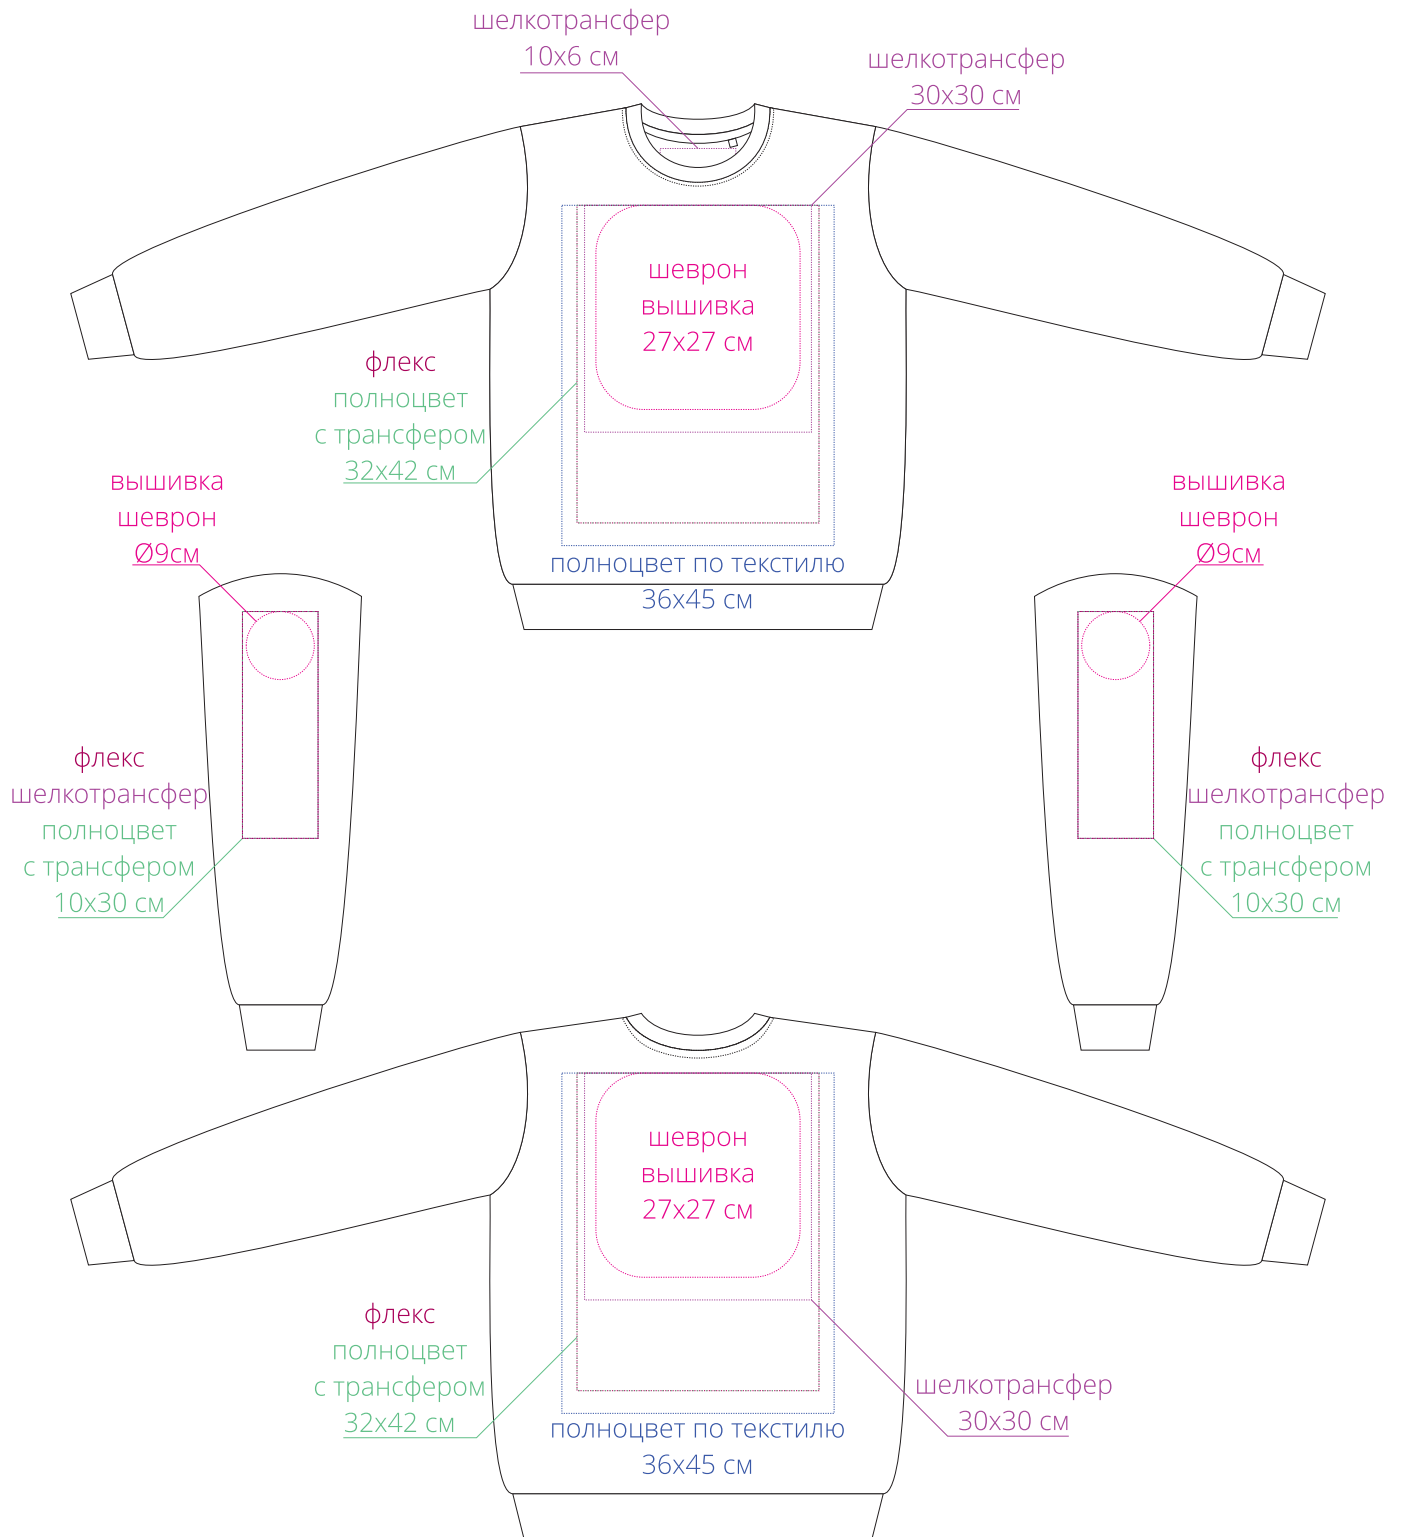 шелкотрансфер
10х6 см
шелкотрансфер
30х30 см
шеврон
вышивка
27х27 см
флекс
полноцвет
с трансфером
32х42 см
полноцвет по текстилю
36х45 см
вышивка
шеврон
Ø9см
вышивка
шеврон
Ø9см
флекс
шелкотрансфер
полноцвет
с трансфером
10х30 см
флекс
шелкотрансфер
полноцвет
с трансфером
10х30 см
шеврон
вышивка
27х27 см
флекс
полноцвет
с трансфером
32х42 см
шелкотрансфер
30х30 см
полноцвет по текстилю
36х45 см